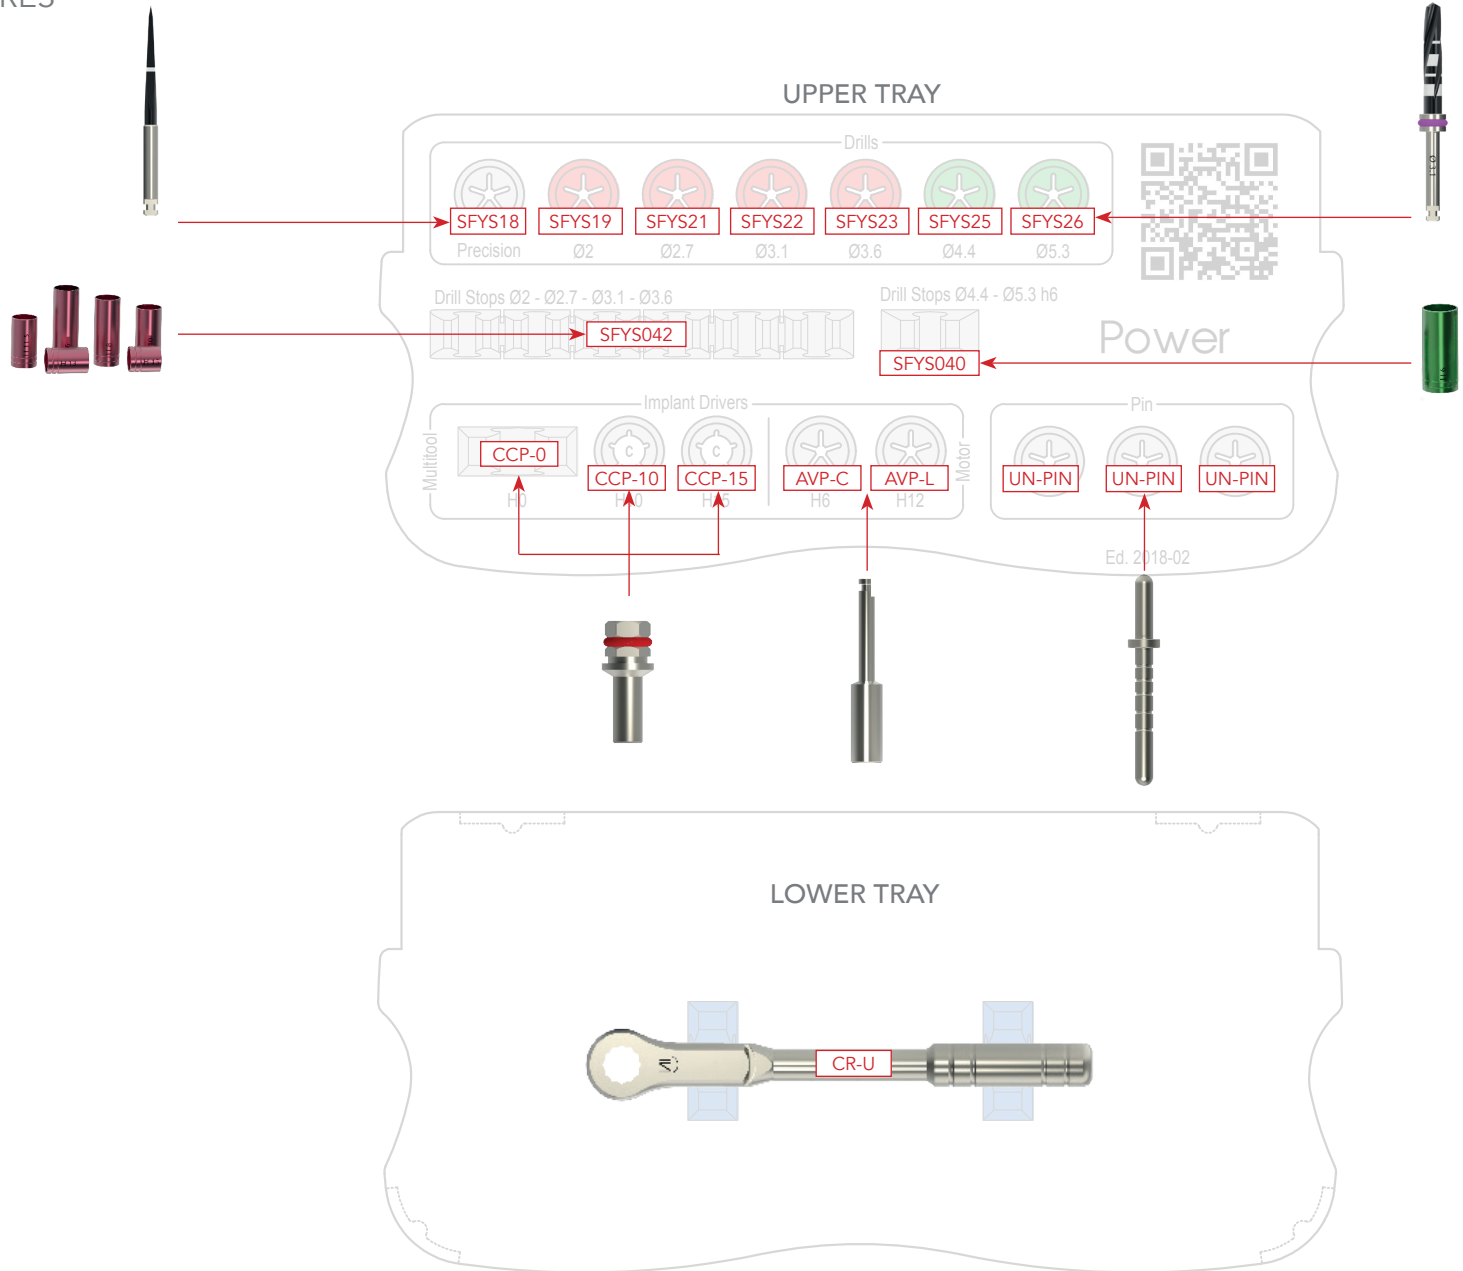 RES
UPPER TRAY
Drills
SFYS18 SFYS19 SFYS21 SFYS22 SFYS23 SFYS25 SFYS26
Precision Ø2 Ø2.7 Ø3.1 Ø3.6 Ø4.4 Ø5.3
Drill Stops Ø2 - Ø2.7 - Ø3.1 - Ø3.6
Drill Stops Ø4.4 - Ø5.3 h6
SFYS042
Power
SFYS040
Implant Drivers
Pin
Multitool
CCP-0
C C
Motor
CCP-10 CCP-15 AVP-C AVP-L
UN-PIN UN-PIN UN-PIN
H0 H6 H12
Ed. 2018-02
LOWER TRAY
CR-U